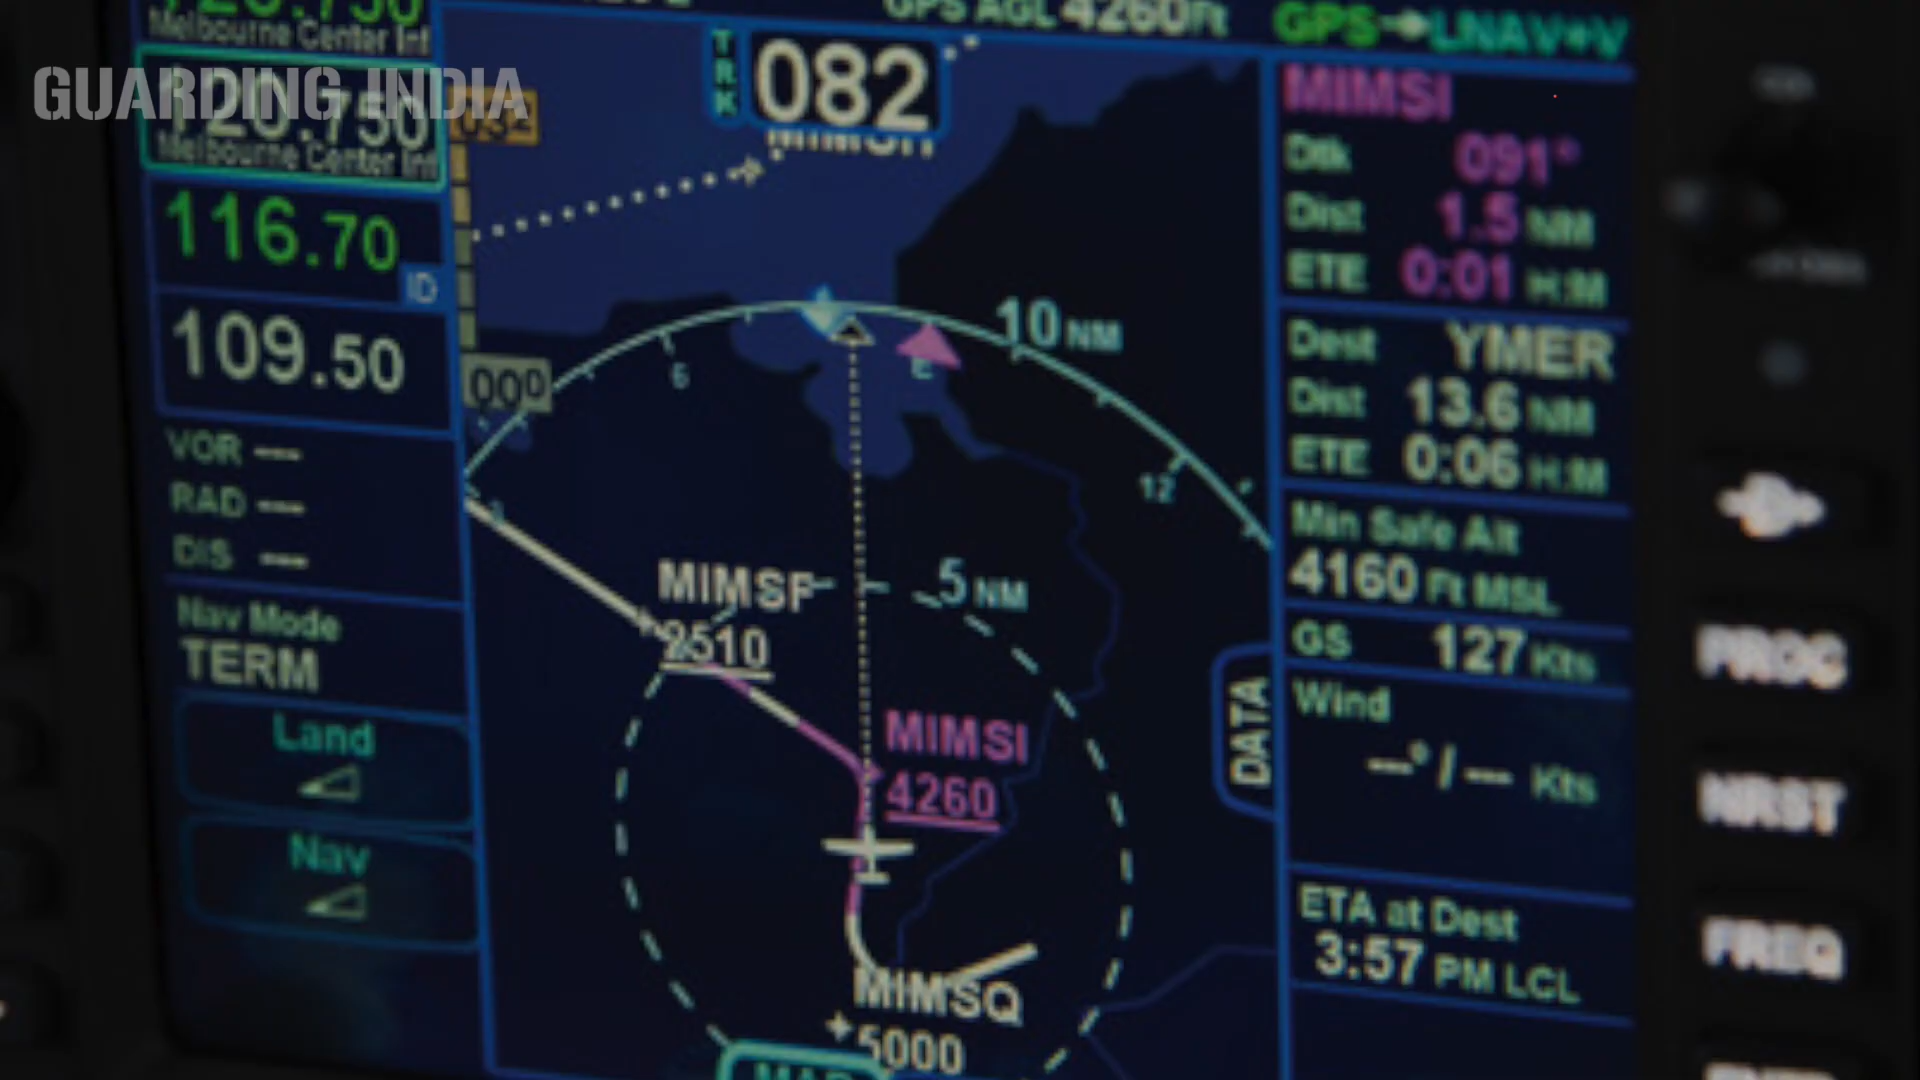 GPS AGL 4260Ft
GPS→LNAV+V
Melbourne Center Inf
GUARDING INDIA
120.750
Melbourne Center Inf
TRK
082
MIMSI
Dtk 091°
Dist 1.5 NM
ETE 0:01 H:M
116.70
ID
109.50
000
10 NM
6
E
12
Dest YMER
Dist 13.6 NM
ETE 0:06 H:M
VOR ---
RAD ---
DIS ---
Min Safe Alt
4160 Ft MSL
3
MIMSF
2510
5 NM
GS 127 Kts
Nav Mode
TERM
Land
Nav
MIMSI
4260
DATA
Wind
---° / --- Kts
ETA at Dest
3:57 PM LCL
MIMSQ
5000
PROC
NRST
FREQ